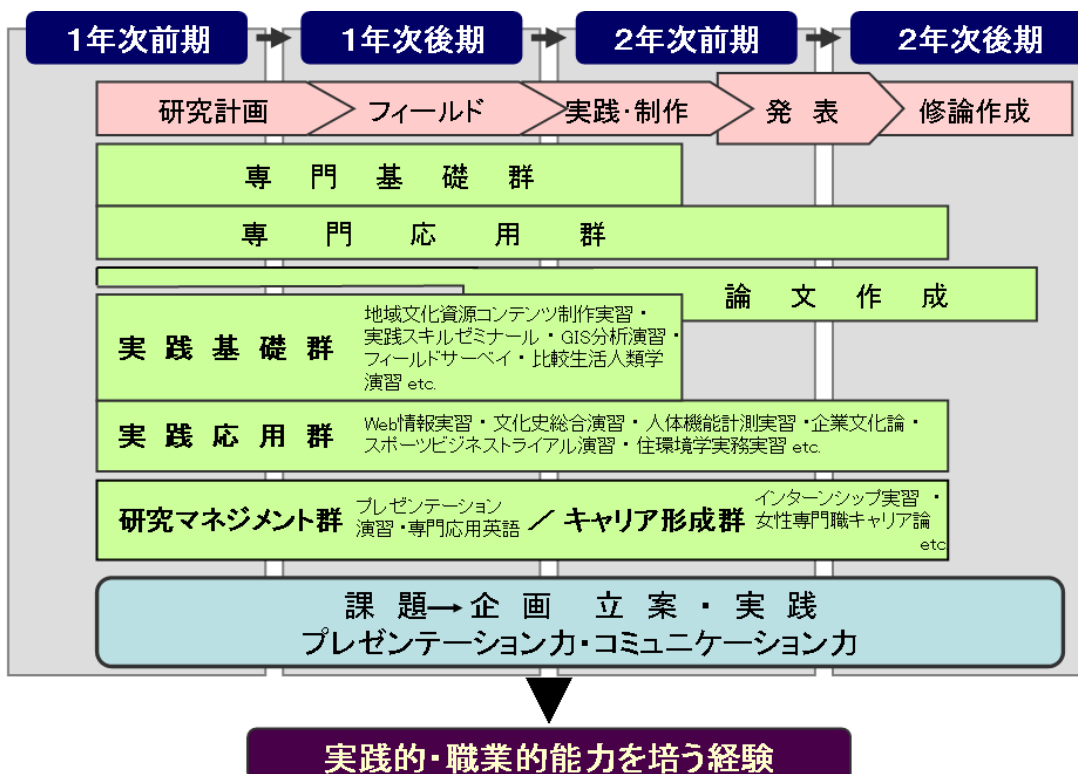 1年次前期
1年次後期
2年次前期
2年次後期
研究計画
フィールド
実践・制作
発 表
修論作成
専 門 基 礎 群
専 門 応 用 群
論 文 作 成
実 践 基 礎 群
地域文化資源コンテンツ制作実習・
実践スキルゼミナール・GIS分析演習・
フィールドサーベイ・比較生活人類学
演習 etc.
実 践 応 用 群
Web情報実習・文化史総合演習・人体機能計測実習・企業文化論・
スポーツビジネストライアル演習・住環境学実務実習 etc.
研究マネジメント群
プレゼンテーション
演習・専門応用英語
／キャリア形成群
インターンシップ実習・
女性専門職キャリア論
etc
課 題→企 画 立 案・実 践
プレゼンテーション力・コミュニケーション力
実践的・職業的能力を培う経験